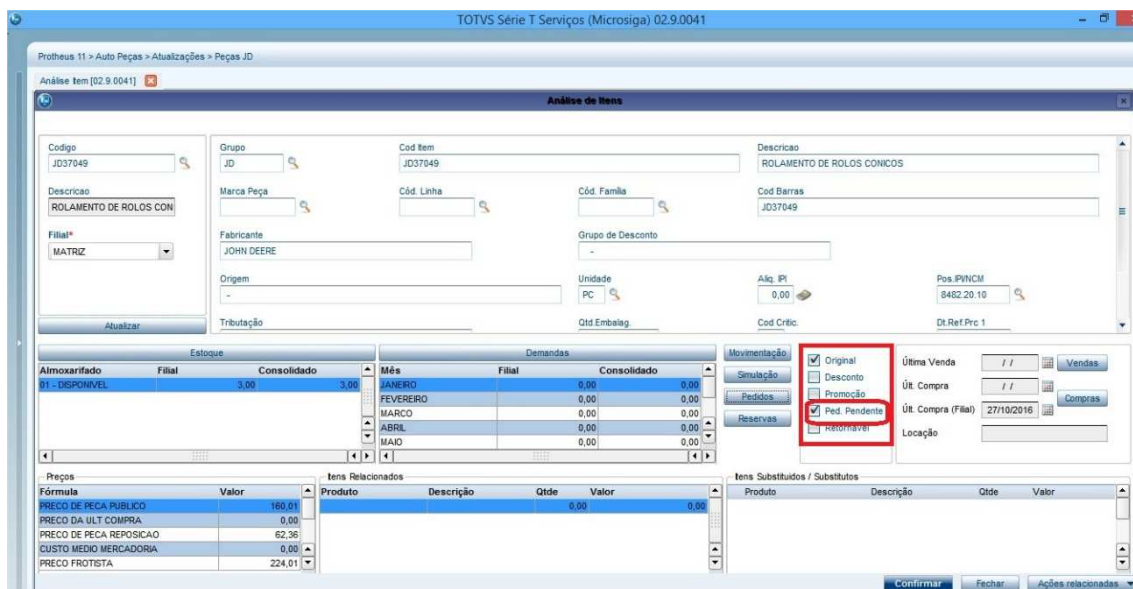 TOTVS Série T Serviços (Microsiga) 02.9.0041
Protheus 11 > Auto Peças > Atualizações > Peças JD
Análise Item [02.9.0041]
Análise de Itens
Codigo Grupo Cod Item Descricao
JD37049 JD JD37049 ROLAMENTO DE ROLOS CONICOS
Descricao Marca Peça Cód. Linha Cód. Família Cod Barras
ROLAMENTO DE ROLOS CON JD37049
Filial* Fabricante Grupo de Desconto
MATRIZ JOHN DEERE -
Origem Unidade Aliq. IPI Pos.IPI/NCM
- PC 0,00 8482.20.10
Atualizar Tributação Qtd.Embalag. Cod Critic. Dt.Ref.Prc 1
Estoque Demandas Movimentação Original Última Venda / / Vendas
Almoxarifado Filial Consolidado Mês Filial Consolidado
01 - DISPONIVEL 3,00 3,00 JANEIRO 0,00 0,00 Simulação Desconto
FEVEREIRO 0,00 0,00 Pedidos Promoção Últ. Compra / / Compras
MARCO 0,00 0,00 Ped. Pendente Últ. Compra (Filial) 27/10/2016
ABRIL 0,00 0,00 Reservas Retornável Locação
MAIO 0,00 0,00
Preços Itens Relacionados Itens Substituidos / Substitutos
Fórmula Valor Produto Descrição Qtde Valor Produto Descrição Qtde Valor
PRECO DE PECA PUBLICO 160,01 0,00 0,00
PRECO DA ULT COMPRA 0,00
PRECO DE PECA REPOSICAO 62,36
CUSTO MEDIO MERCADORIA 0,00
PRECO FROTISTA 224,01
Confirmar Fechar Ações relacionadas